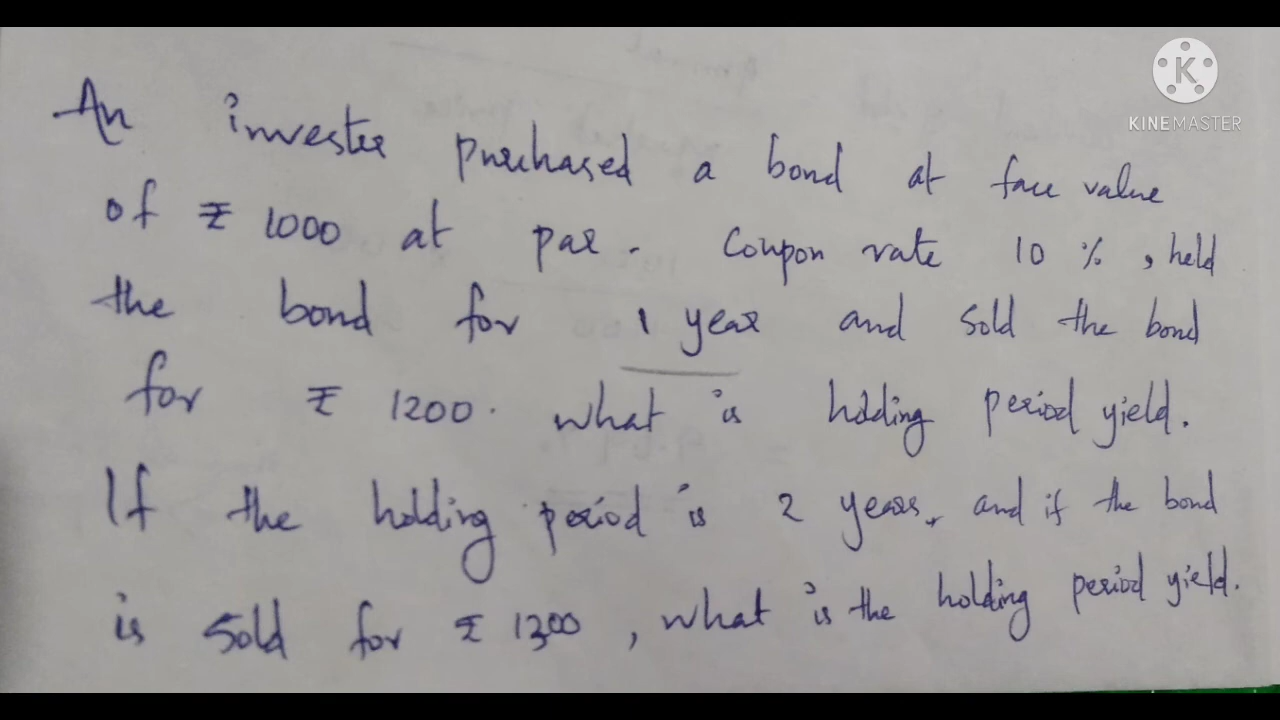 KINEMASTER
An invester purchased a bond at face value
of ₹ 1000 at par. Coupon rate 10 %, held
the bond for 1 year and sold the bond
for ₹ 1200. what is holding period yield.
If the holding period is 2 years, and if the bond
is sold for ₹ 1300, what is the holding period yield.